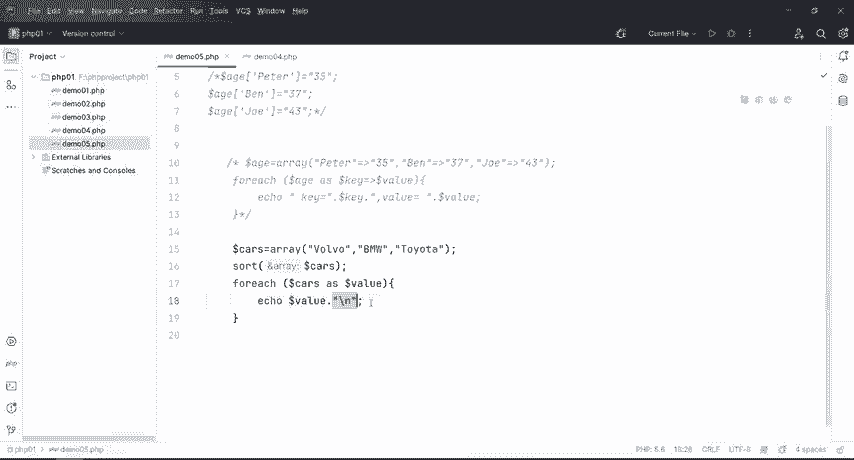 File Edit View Navigate Code Refactor Run Tools VCS Window Help
php01 Version control Current File
Project
demo05.php demo04.php
php01 F:\phpproject\php01
demo01.php
demo02.php
demo03.php
demo04.php
demo05.php
External Libraries
Scratches and Consoles
5 /*$age['Peter']="35";
6 $age['Ben']="37";
7 $age['Joe']="43";*/
8
9
10 /* $age=array("Peter"=>"35","Ben"=>"37","Joe"=>"43");
11 foreach ($age as $key=>$value){
12 echo " key=".$key.",value= ".$value;
13 }*/
14
15 $cars=array("Volvo","BMW","Toyota");
16 sort( &array: $cars);
17 foreach ($cars as $value){
18 echo $value."\n";
19 }
20
php
php01 > demo05.php PHP: 5.6 18:26 CRLF UTF-8 4 spaces